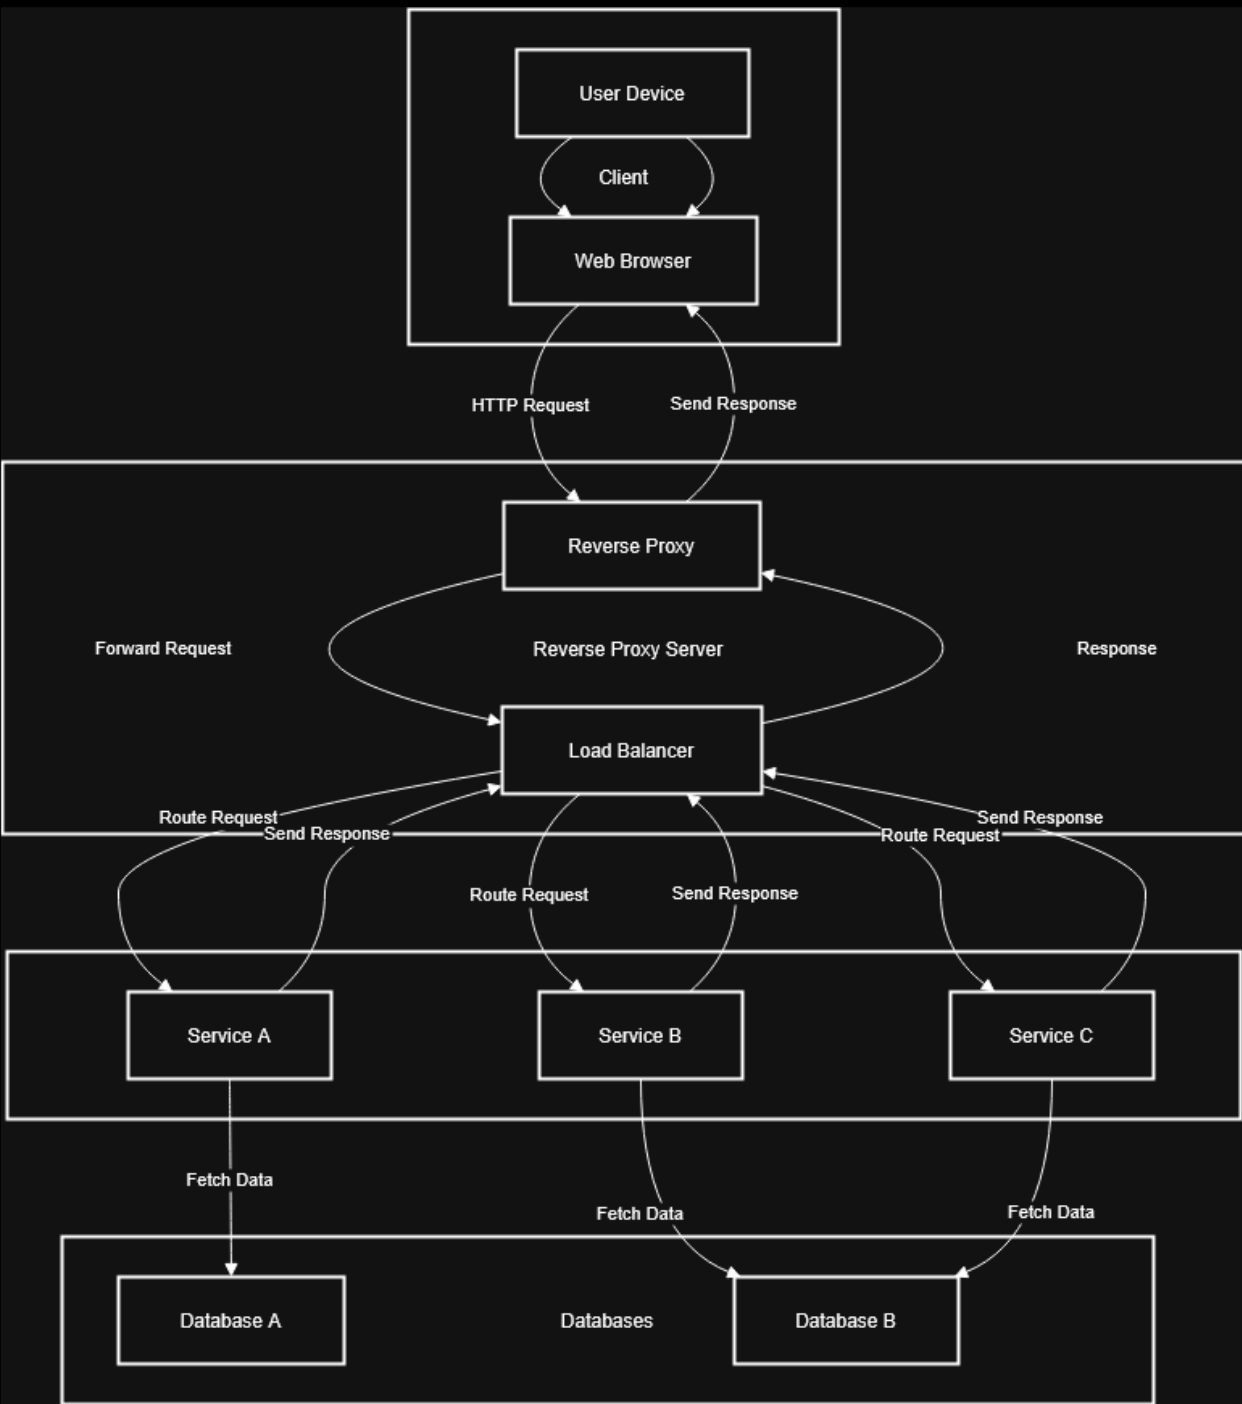 User Device
Client
Web Browser
HTTP Request
Send Response
Reverse Proxy
Forward Request
Reverse Proxy Server
Response
Load Balancer
Route Request
Send Response
Send Response
Route Request
Route Request
Send Response
Service A
Service B
Service C
Fetch Data
Fetch Data
Fetch Data
Database A
Databases
Database B